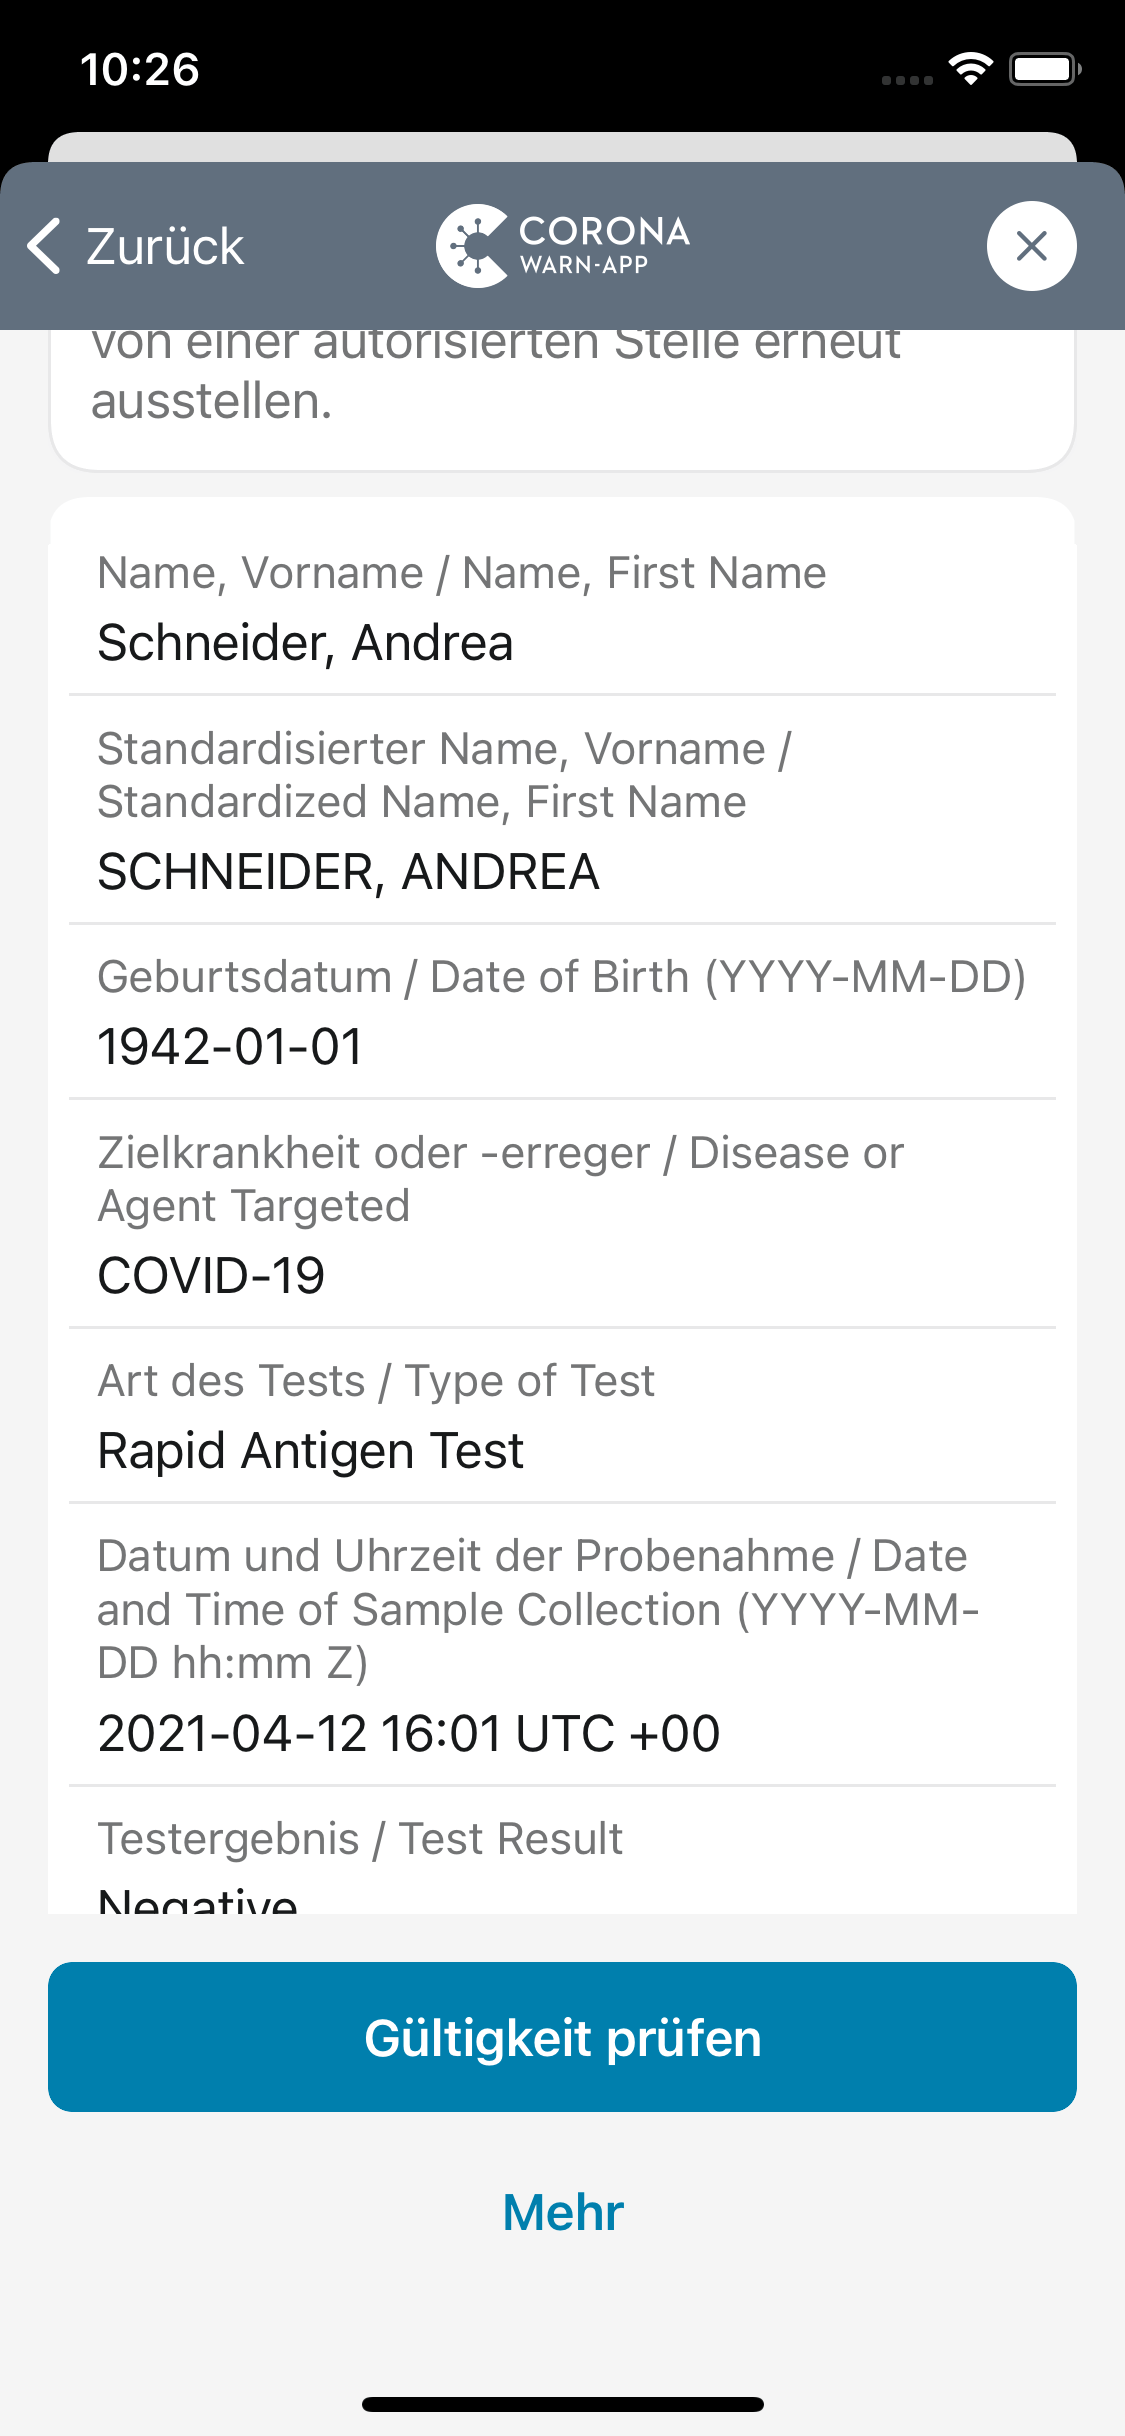 10:26
Zurück
CORONA
WARN-APP
von einer autorisierten Stelle erneut
ausstellen.
Name, Vorname / Name, First Name
Schneider, Andrea
Standardisierter Name, Vorname /
Standardized Name, First Name
SCHNEIDER, ANDREA
Geburtsdatum / Date of Birth (YYYY-MM-DD)
1942-01-01
Zielkrankheit oder -erreger / Disease or
Agent Targeted
COVID-19
Art des Tests / Type of Test
Rapid Antigen Test
Datum und Uhrzeit der Probenahme / Date
and Time of Sample Collection (YYYY-MM-
DD hh:mm Z)
2021-04-12 16:01 UTC +00
Testergebnis / Test Result
Negative
Gültigkeit prüfen
Mehr